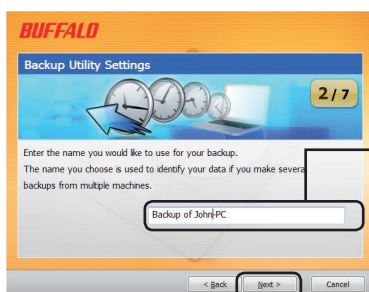 BUFFALO
Backup Utility Settings
2 / 7
Enter the name you would like to use for your backup.
The name you choose is used to identify your data if you make severa
backups from multiple machines.
Backup of John-PC
< Back
Next >
Cancel